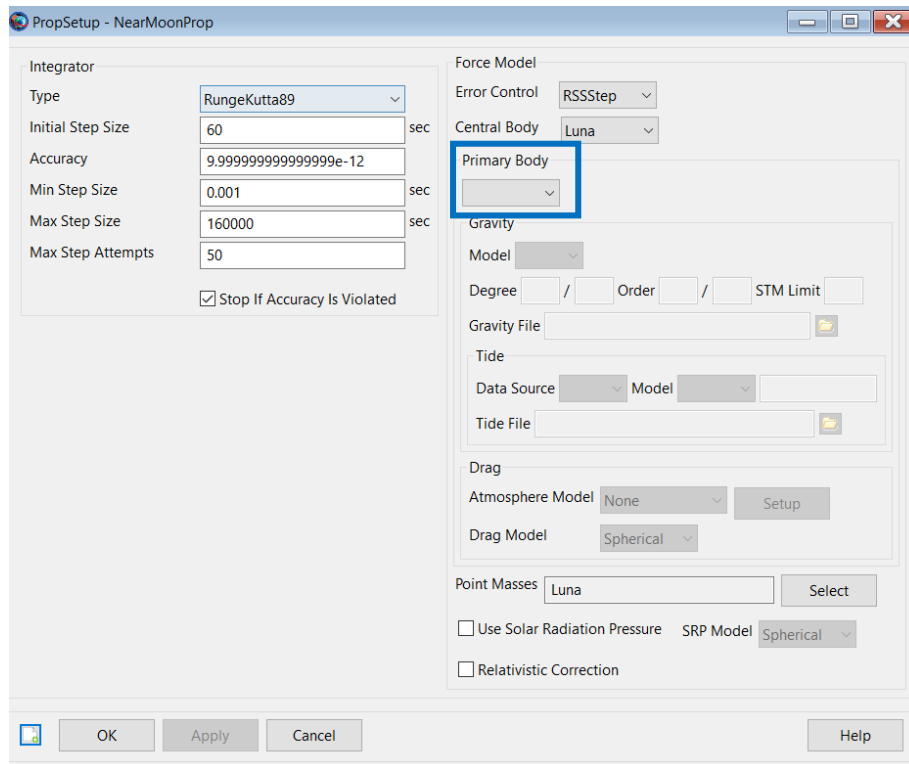 PropSetup - NearMoonProp
Integrator
Type RungeKutta89
Initial Step Size 60 sec
Accuracy 9.999999999999999e-12
Min Step Size 0.001 sec
Max Step Size 160000 sec
Max Step Attempts 50
Stop If Accuracy Is Violated
Force Model
Error Control RSSStep
Central Body Luna
Primary Body
Gravity
Model
Degree / Order / STM Limit
Gravity File
Tide
Data Source Model
Tide File
Drag
Atmosphere Model None Setup
Drag Model Spherical
Point Masses Luna Select
Use Solar Radiation Pressure SRP Model Spherical
Relativistic Correction
OK Apply Cancel Help